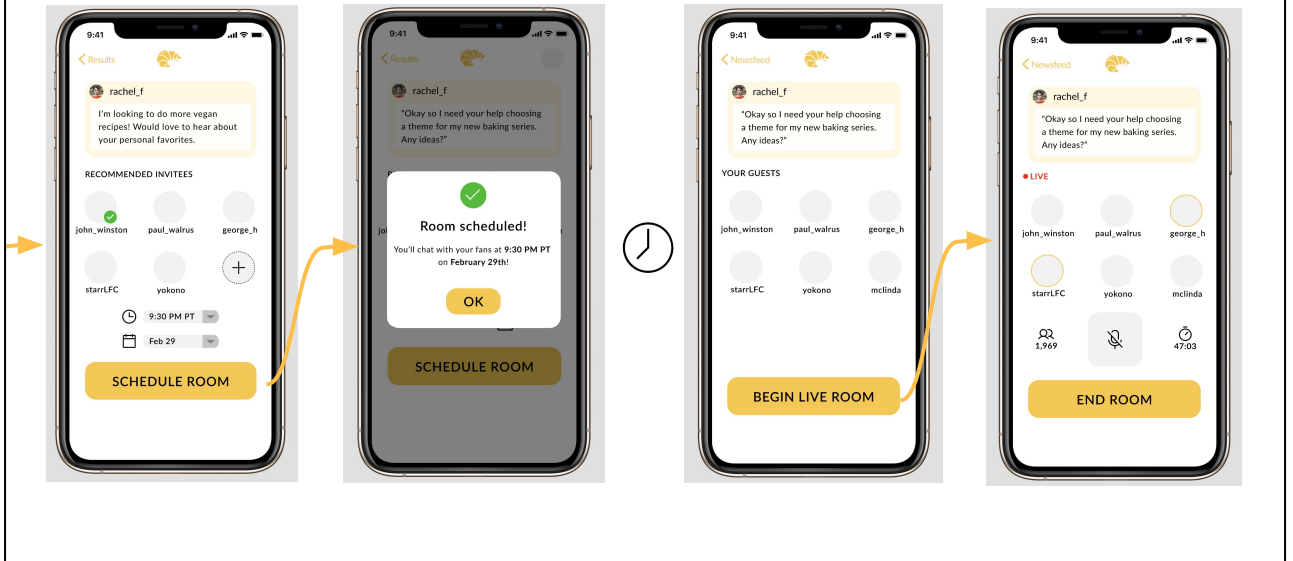 9:41
Results
rachel_f
I'm looking to do more vegan
recipes! Would love to hear about
your personal favorites.
RECOMMENDED INVITEES
john_winston paul_walrus george_h
starrLFC yokono
9:30 PM PT
Feb 29
SCHEDULE ROOM
9:41
Results
rachel_f
"Okay so I need your help choosing
a theme for my new baking series.
Any ideas?"
Room scheduled!
You'll chat with your fans at 9:30 PM PT
on February 29th!
OK
SCHEDULE ROOM
9:41
Newsfeed
rachel_f
"Okay so I need your help choosing
a theme for my new baking series.
Any ideas?"
YOUR GUESTS
john_winston paul_walrus george_h
starrLFC yokono mclinda
BEGIN LIVE ROOM
9:41
Newsfeed
rachel_f
"Okay so I need your help choosing
a theme for my new baking series.
Any ideas?"
LIVE
john_winston paul_walrus george_h
starrLFC yokono mclinda
1,969 47:03
END ROOM